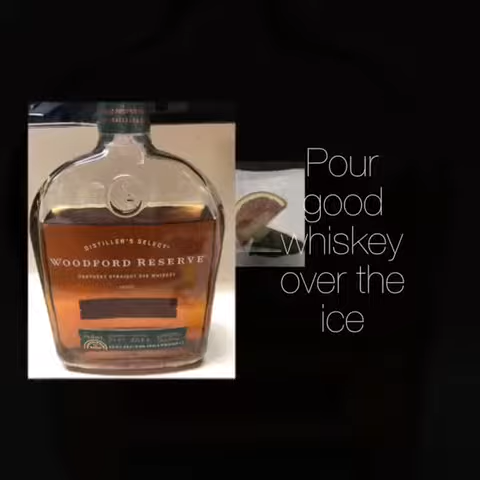 DISTILLER'S SELECT
WOODFORD RESERVE
KENTUCKY STRAIGHT RYE WHISKEY
Pour
good
whiskey
over the
ice